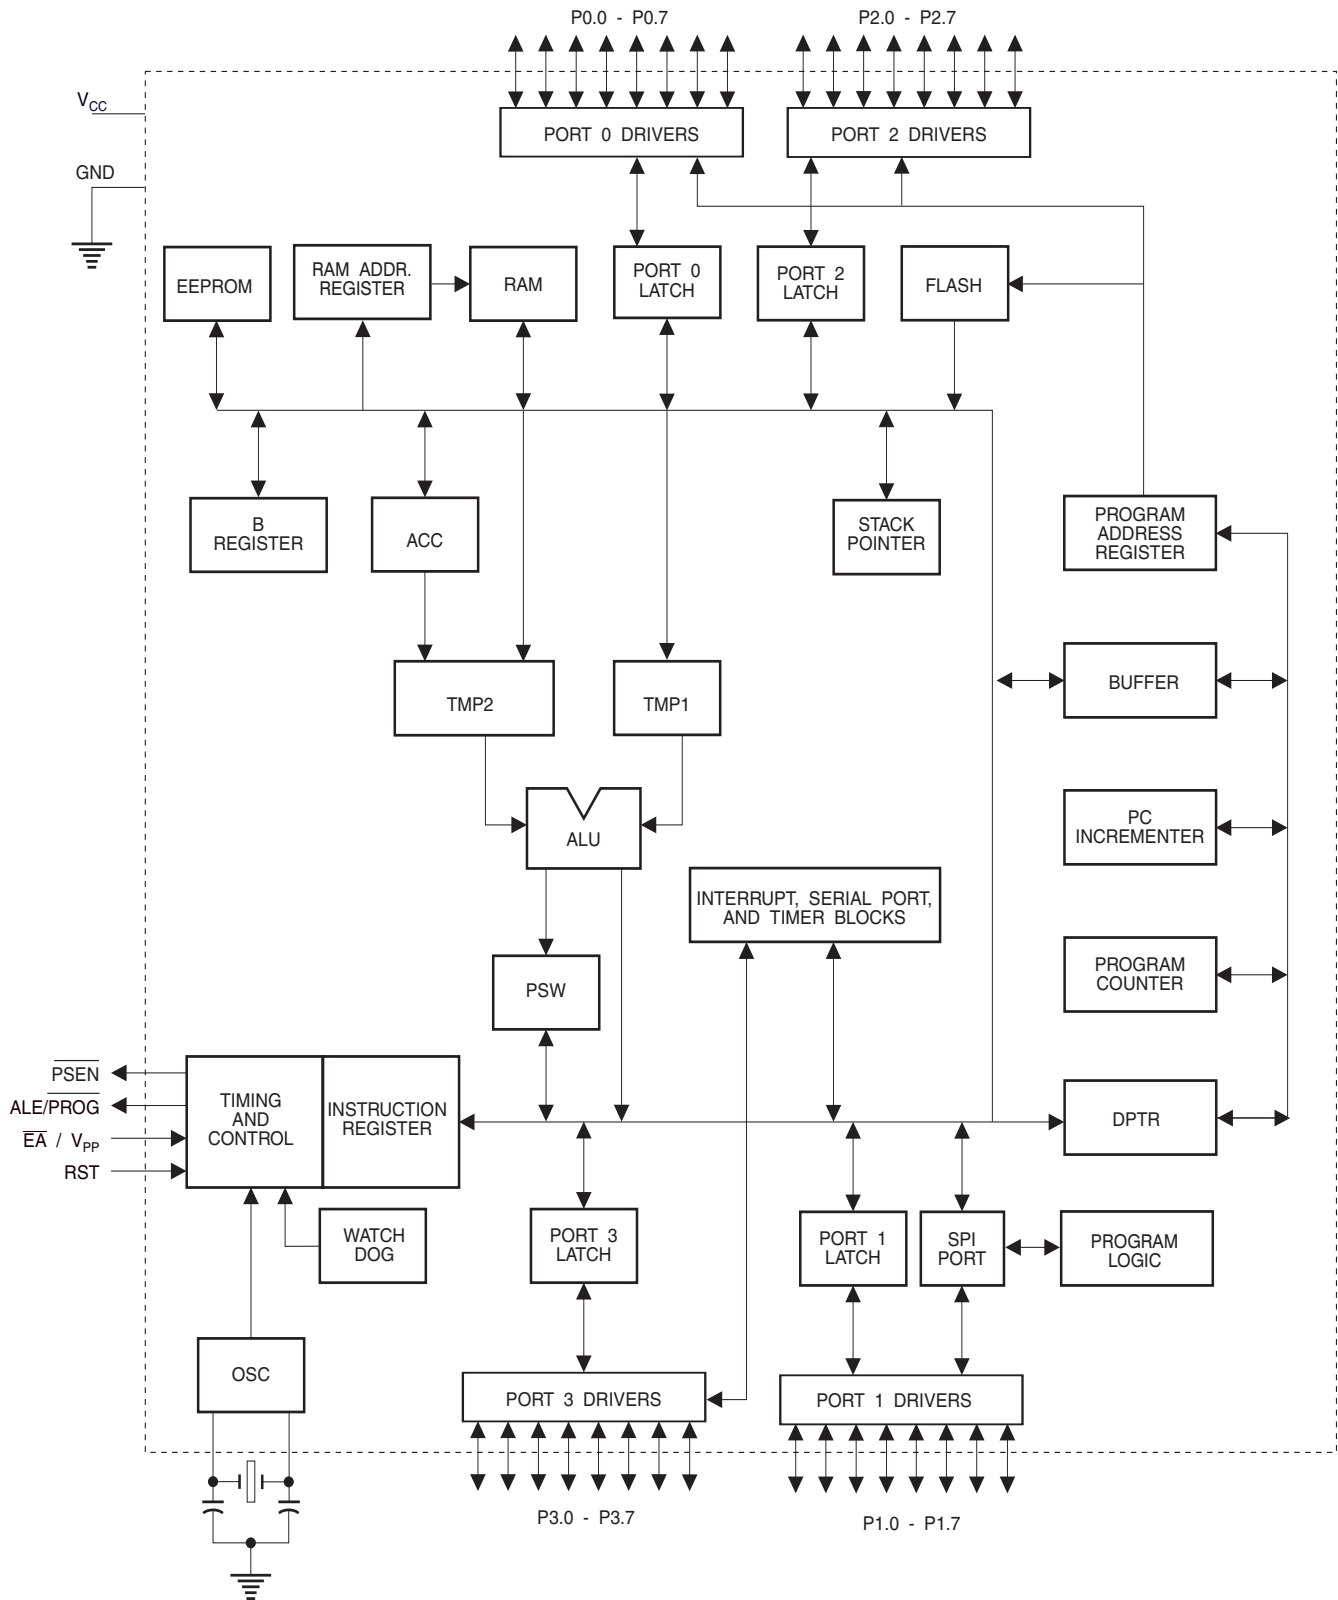 P0.0 - P0.7
P2.0 - P2.7
VCC
PORT 0 DRIVERS
PORT 2 DRIVERS
GND
EEPROM
RAM ADDR.
REGISTER
RAM
PORT 0
LATCH
PORT 2
LATCH
FLASH
B
REGISTER
ACC
STACK
POINTER
PROGRAM
ADDRESS
REGISTER
TMP2
TMP1
BUFFER
ALU
PC
INCREMENTER
INTERRUPT, SERIAL PORT,
AND TIMER BLOCKS
PSW
PROGRAM
COUNTER
PSEN
ALE/PROG
EA / VPP
RST
TIMING
AND
CONTROL
INSTRUCTION
REGISTER
DPTR
WATCH
DOG
PORT 3
LATCH
PORT 1
LATCH
SPI
PORT
PROGRAM
LOGIC
OSC
PORT 3 DRIVERS
PORT 1 DRIVERS
P3.0 - P3.7
P1.0 - P1.7